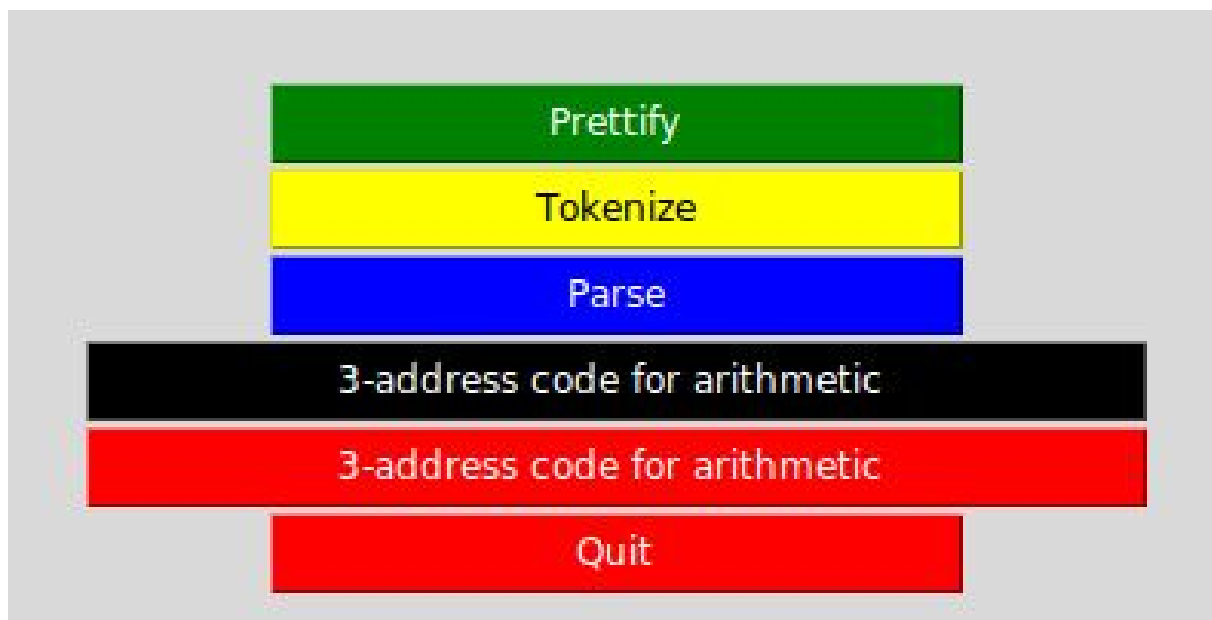 Prettify
Tokenize
Parse
3-address code for arithmetic
3-address code for arithmetic
Quit